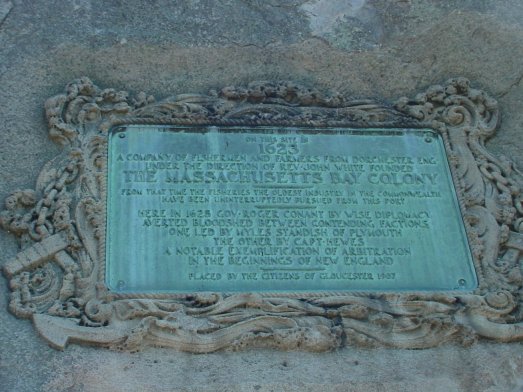 ON THIS SITE IN
1623
A COMPANY OF FISHERMEN AND FARMERS FROM DORCHESTER ENG.
UNDER THE DIRECTION OF REV. JOHN WHITE FOUNDED
THE MASSACHUSETTS BAY COLONY
FROM THAT TIME THE FISHERIES THE OLDEST INDUSTRY IN THE COMMONWEALTH
HAVE BEEN UNINTERRUPTEDLY PURSUED FROM THIS PORT
HERE IN 1625 GOV. ROGER CONANT BY WISE DIPLOMACY
AVERTED BLOODSHED BETWEEN CONTENDING FACTIONS
ONE LED BY MYLES STANDISH OF PLYMOUTH
THE OTHER BY CAPT. HEWES
A NOTABLE EXEMPLIFICATION OF ARBITRATION
IN THE BEGINNINGS OF NEW ENGLAND
PLACED BY THE CITIZENS OF GLOUCESTER 1907